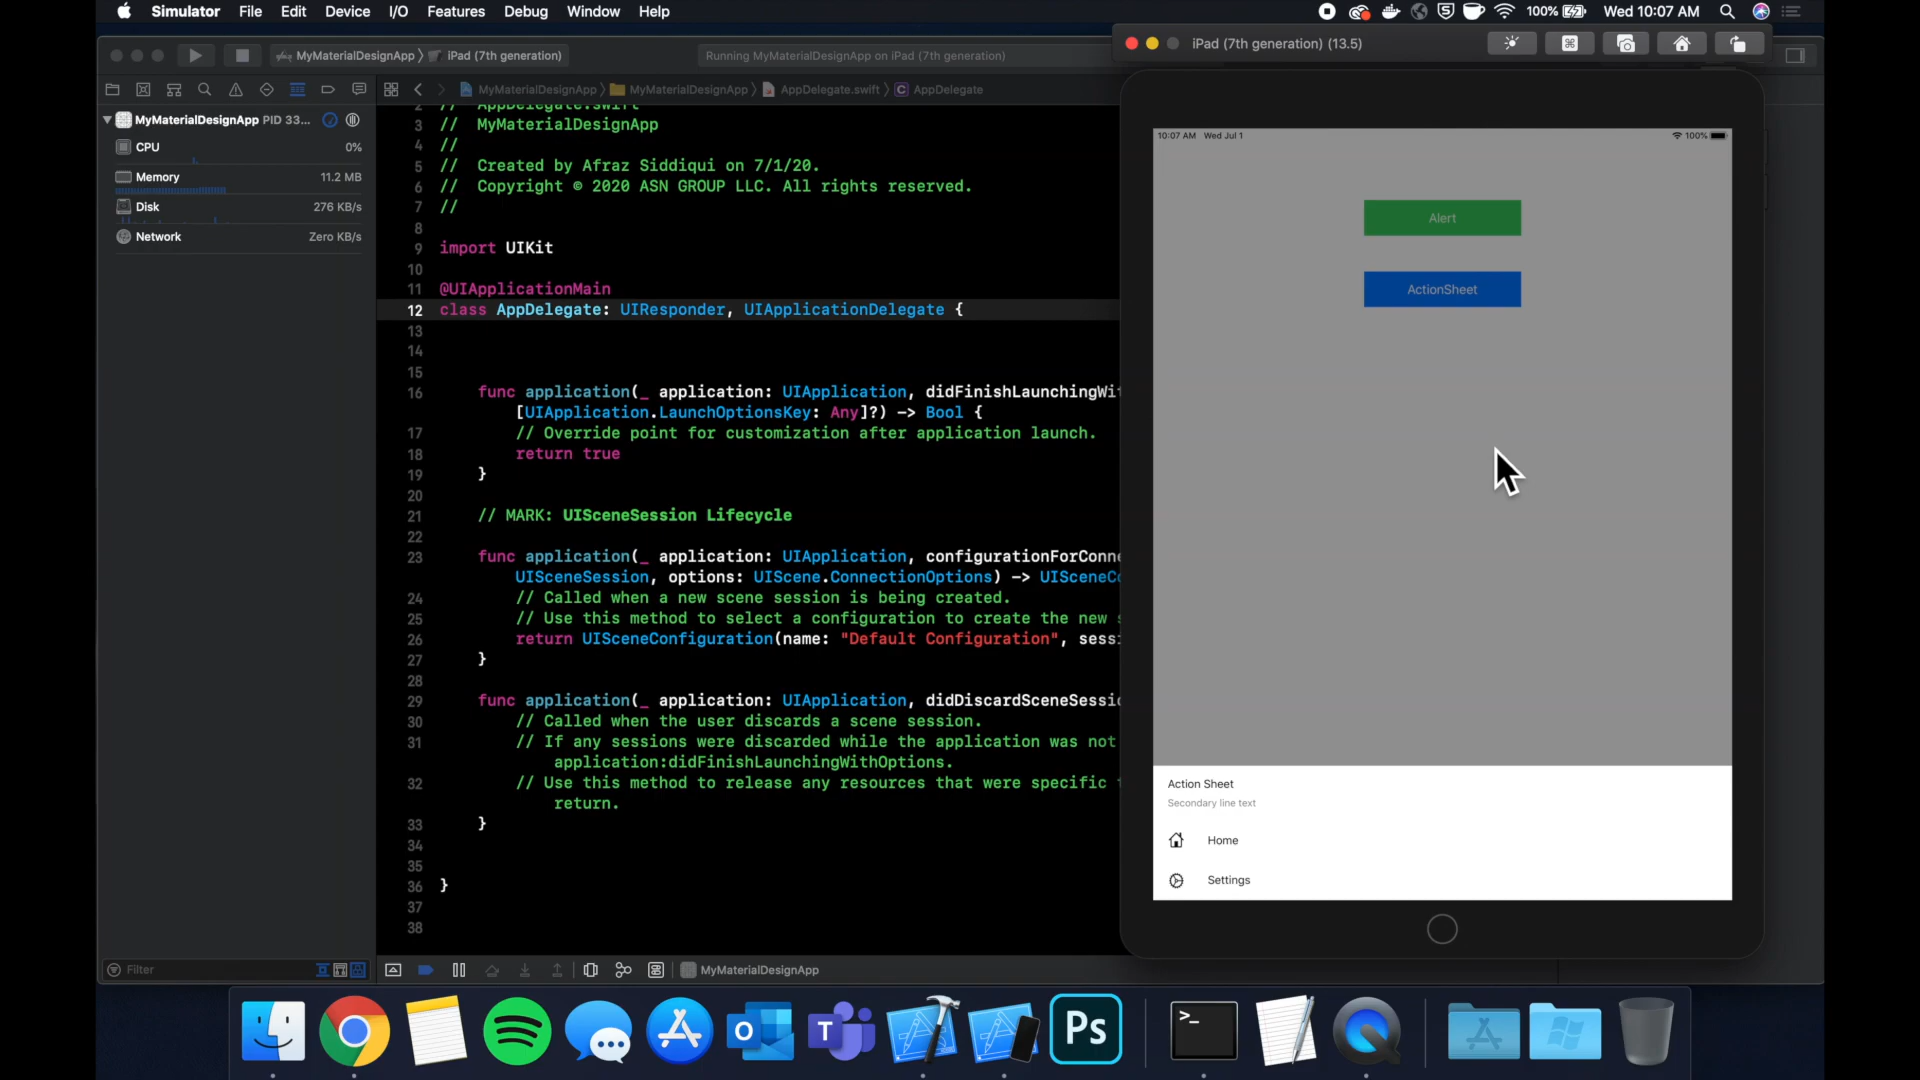 Simulator File Edit Device I/O Features Debug Window Help
100% Wed 10:07 AM
MyMaterialDesignApp iPad (7th generation)
Running MyMaterialDesignApp on iPad (7th generation)
iPad (7th generation) (13.5)
MyMaterialDesignApp MyMaterialDesignApp AppDelegate.swift C AppDelegate
MyMaterialDesignApp PID 33...
CPU 0%
Memory 11.2 MB
Disk 276 KB/s
Network Zero KB/s
2 // AppDelegate.swift
3 // MyMaterialDesignApp
4 //
5 // Created by Afraz Siddiqui on 7/1/20.
6 // Copyright © 2020 ASN GROUP LLC. All rights reserved.
7 //
8
9 import UIKit
10
11 @UIApplicationMain
12 class AppDelegate: UIResponder, UIApplicationDelegate {
13
14
15
16 func application(_ application: UIApplication, didFinishLaunchingWit
[UIApplication.LaunchOptionsKey: Any]?) -> Bool {
17 // Override point for customization after application launch.
18 return true
19 }
20
21 // MARK: UISceneSession Lifecycle
22
23 func application(_ application: UIApplication, configurationForConne
UISceneSession, options: UIScene.ConnectionOptions) -> UISceneCo
24 // Called when a new scene session is being created.
25 // Use this method to select a configuration to create the new s
26 return UISceneConfiguration(name: "Default Configuration", sessi
27 }
28
29 func application(_ application: UIApplication, didDiscardSceneSessio
30 // Called when the user discards a scene session.
31 // If any sessions were discarded while the application was not
application:didFinishLaunchingWithOptions.
32 // Use this method to release any resources that were specific t
return.
33 }
34
35
36 }
37
38
10:07 AM Wed Jul 1 100%
Alert
ActionSheet
Action Sheet
Secondary line text
Home
Settings
Filter
MyMaterialDesignApp
O
T
Ps
>_